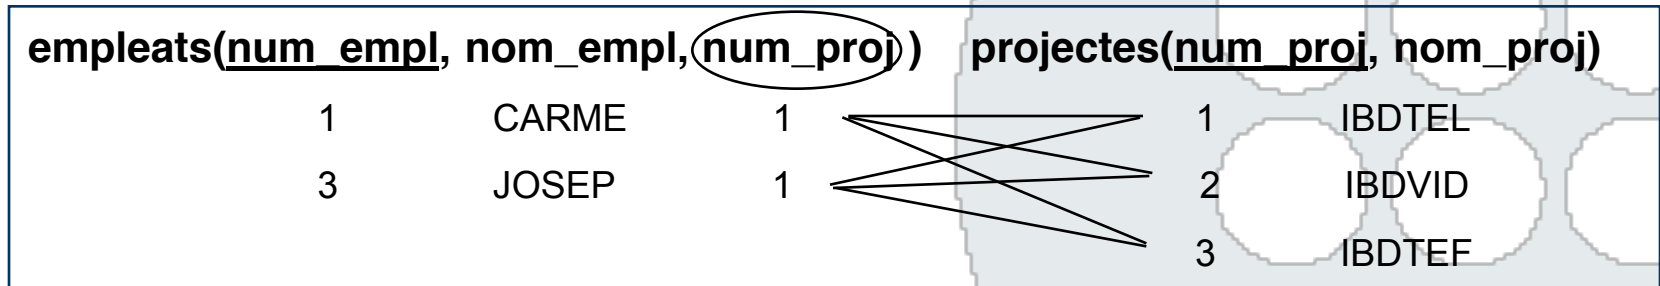 empleats(num_empl, nom_empl, num_proj) projectes(num_proj, nom_proj)
1 CARME 1 1 IBDTEL
3 JOSEP 1 2 IBDVID
3 IBDTEF